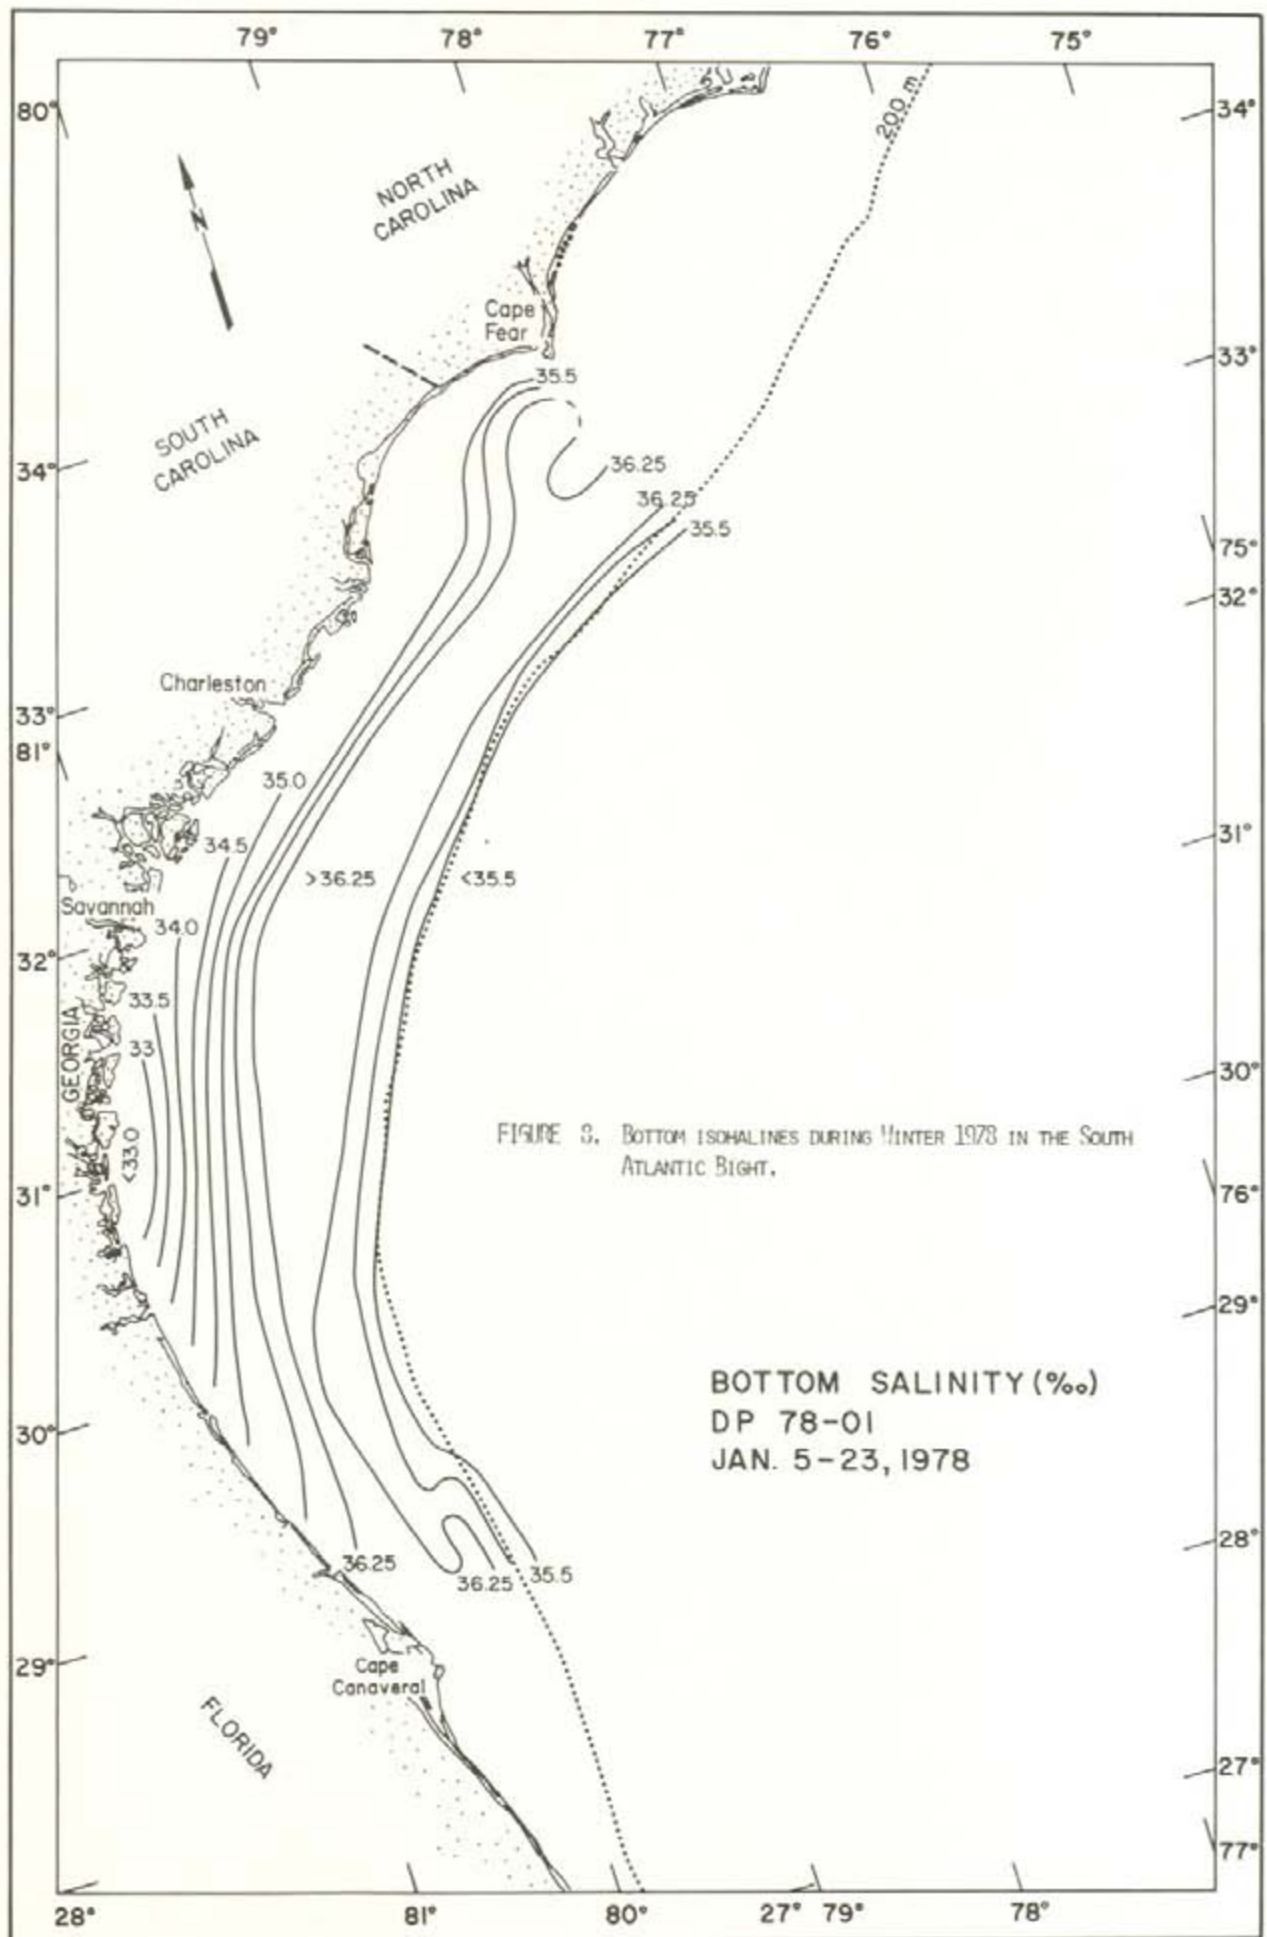 79° 78° 77° 76° 75°
80°
34°
200 m
N
NORTH
CAROLINA
Cape
Fear
33°
35.5
SOUTH
CAROLINA
34°
36.25
36.25
35.5
75°
32°
Charleston
33°
81°
35.0
34.5
31°
>36.25
<35.5
Savannah
34.0
32°
33.5
GEORGIA
33
30°
<33.0
FIGURE 8. BOTTOM ISOHALINES DURING WINTER 1978 IN THE SOUTH
ATLANTIC BIGHT.
31°
76°
29°
BOTTOM SALINITY (‰)
DP 78-01
JAN. 5-23, 1978
30°
28°
36.25
36.25
35.5
29°
Cape
Canaveral
FLORIDA
27°
77°
28° 81° 80° 27° 79° 78°